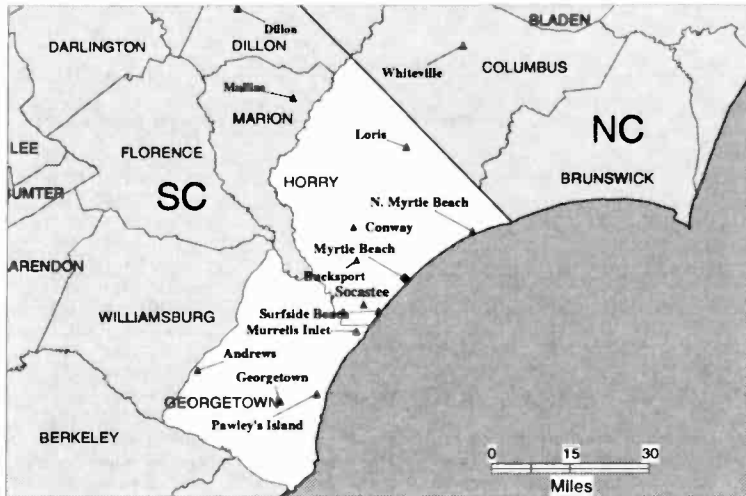 BLADEN
Dillon
DARLINGTON
DILLON
Whiteville
COLUMBUS
Mullins
MARION
NC
Loris
LEE
FLORENCE
HORRY
BRUNSWICK
SUMTER
SC
N. Myrtle Beach
Conway
Myrtle Beach
ARENDON
Bucksport
Socastee
WILLIAMSBURG
Surfside Beach
Murrells Inlet
Andrews
Georgetown
GEORGETOWN
Pawley's Island
BERKELEY
0 15 30
Miles